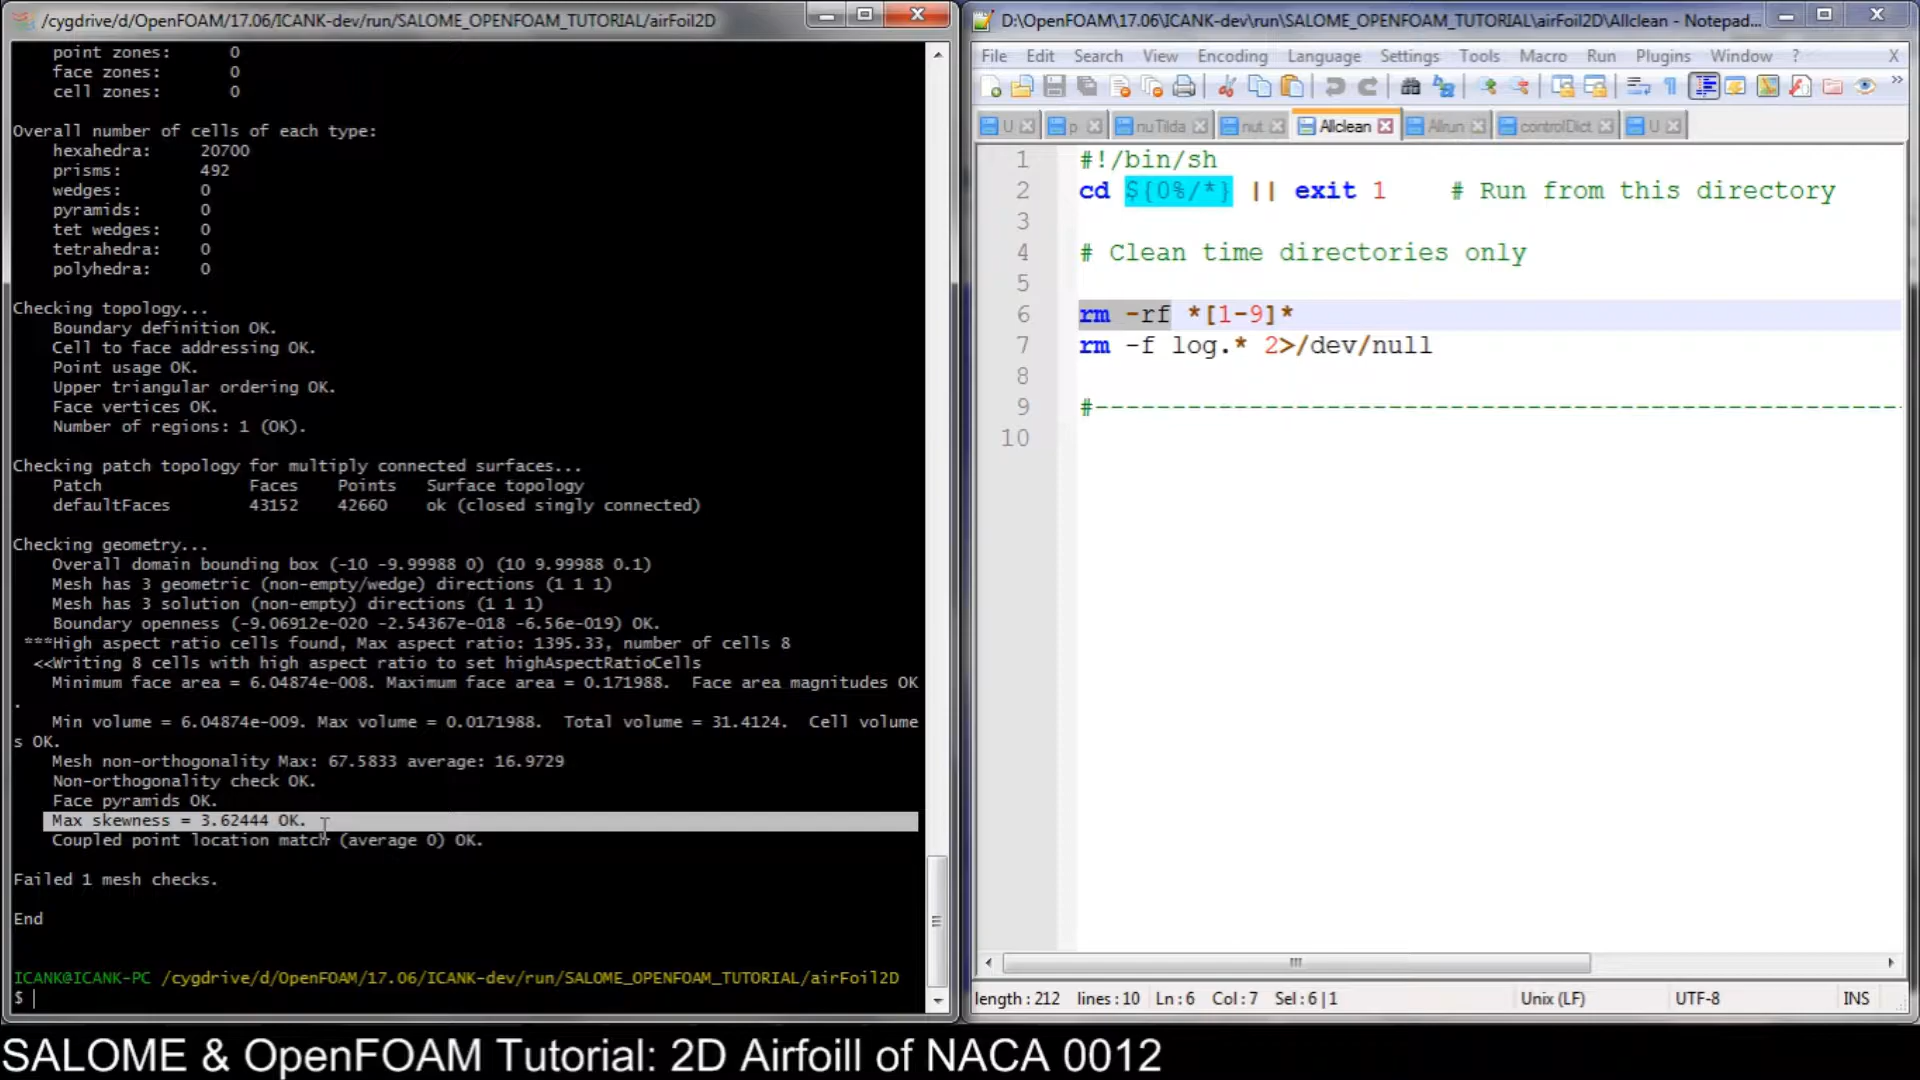 /cygdrive/d/OpenFOAM/17.06/ICANK-dev/run/SALOME_OPENFOAM_TUTORIAL/airFoil2D
point zones: 0
face zones: 0
cell zones: 0
Overall number of cells of each type:
hexahedra: 20700
prisms: 492
wedges: 0
pyramids: 0
tet wedges: 0
tetrahedra: 0
polyhedra: 0
Checking topology...
Boundary definition OK.
Cell to face addressing OK.
Point usage OK.
Upper triangular ordering OK.
Face vertices OK.
Number of regions: 1 (OK).
Checking patch topology for multiply connected surfaces...
Patch Faces Points Surface topology
defaultFaces 43152 42660 ok (closed singly connected)
Checking geometry...
Overall domain bounding box (-10 -9.99988 0) (10 9.99988 0.1)
Mesh has 3 geometric (non-empty/wedge) directions (1 1 1)
Mesh has 3 solution (non-empty) directions (1 1 1)
Boundary openness (-9.06912e-020 -2.54367e-018 -6.56e-019) OK.
***High aspect ratio cells found, Max aspect ratio: 1395.33, number of cells 8
<<Writing 8 cells with high aspect ratio to set highAspectRatioCells
Minimum face area = 6.04874e-008. Maximum face area = 0.171988.  Face area magnitudes OK
.
Min volume = 6.04874e-009. Max volume = 0.0171988.  Total volume = 31.4124.  Cell volume
s OK.
Mesh non-orthogonality Max: 67.5833 average: 16.9729
Non-orthogonality check OK.
Face pyramids OK.
Max skewness = 3.62444 OK.
Coupled point location match (average 0) OK.
Failed 1 mesh checks.
End
ICANK@ICANK-PC /cygdrive/d/OpenFOAM/17.06/ICANK-dev/run/SALOME_OPENFOAM_TUTORIAL/airFoil2D
$
D:\OpenFOAM\17.06\ICANK-dev\run\SALOME_OPENFOAM_TUTORIAL\airFoil2D\Allclean - Notepad...
File Edit Search View Encoding Language Settings Tools Macro Run Plugins Window ? X
U p nuTilda nut Allclean Allrun controlDict U
1 #!/bin/sh
2 cd ${0%/*} || exit 1 # Run from this directory
3
4 # Clean time directories only
5
6 rm -rf *[1-9]*
7 rm -f log.* 2>/dev/null
8
9 #----------------------------------------------------
10
length : 212 lines : 10 Ln : 6 Col : 7 Sel : 6 | 1 Unix (LF) UTF-8 INS
SALOME & OpenFOAM Tutorial: 2D Airfoill of NACA 0012